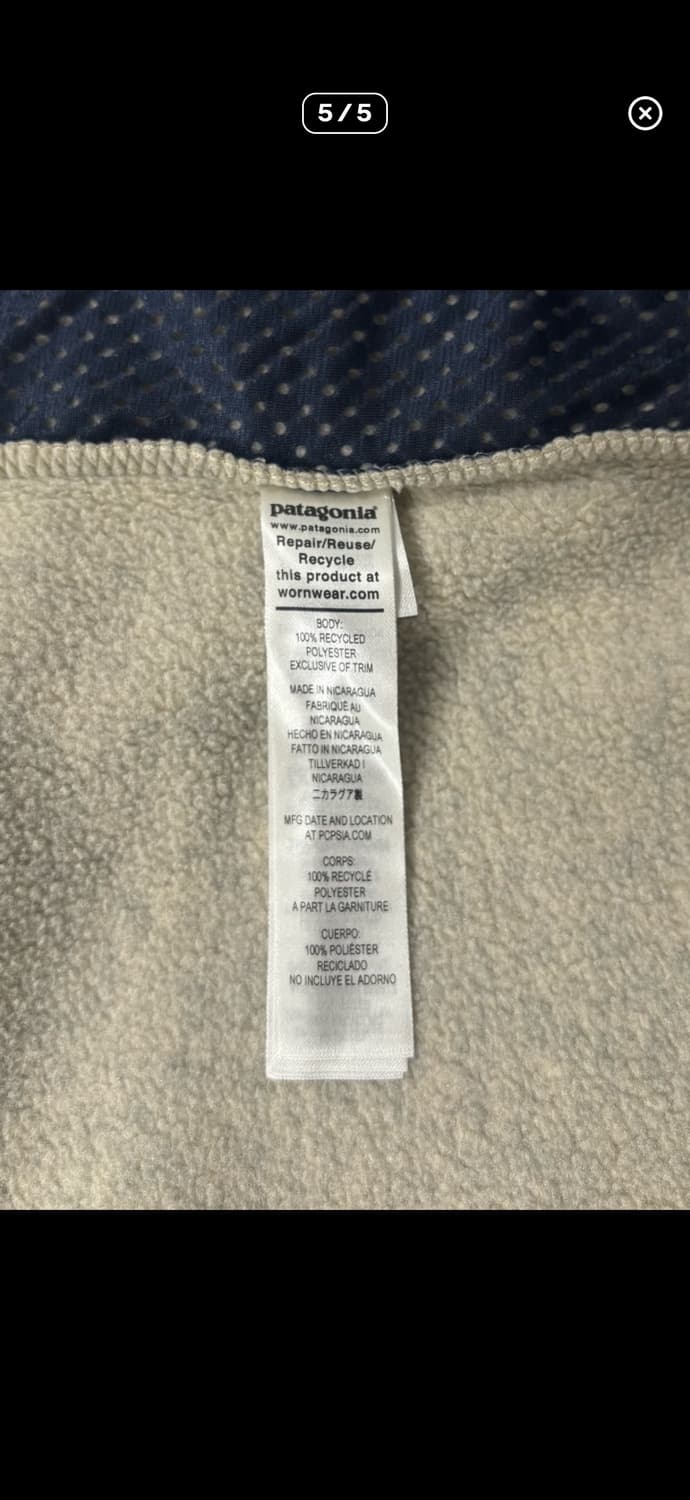 5/5
patagonia
www.patagonia.com
Repair/Reuse/
Recycle
this product at
wornwear.com
BODY:
100% RECYCLED
POLYESTER
EXCLUSIVE OF TRIM
MADE IN NICARAGUA
FABRIQUÉ AU
NICARAGUA
HECHO EN NICARAGUA
FATTO IN NICARAGUA
TILLVERKAD I
NICARAGUA
ニカラグア製
MFG DATE AND LOCATION
AT PCPSIA.COM
CORPS:
100% RECYCLÉ
POLYESTER
A PART LA GARNITURE
CUERPO:
100% POLIÉSTER
RECICLADO
NO INCLUYE EL ADORNO